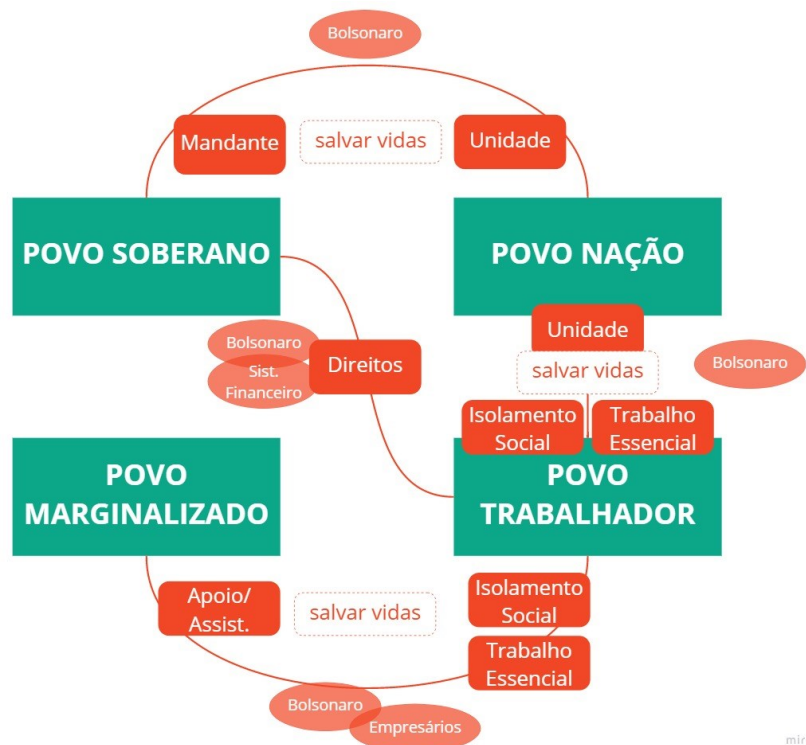 Bolsonaro
Mandante
salvar vidas
Unidade
POVO SOBERANO
POVO NAÇÃO
Unidade
Bolsonaro
Sist.
Financeiro
Direitos
salvar vidas
Bolsonaro
Isolamento
Social
Trabalho
Essencial
POVO
MARGINALIZADO
POVO
TRABALHADOR
Apoio/
Assist.
salvar vidas
Isolamento
Social
Trabalho
Essencial
Bolsonaro
Empresários